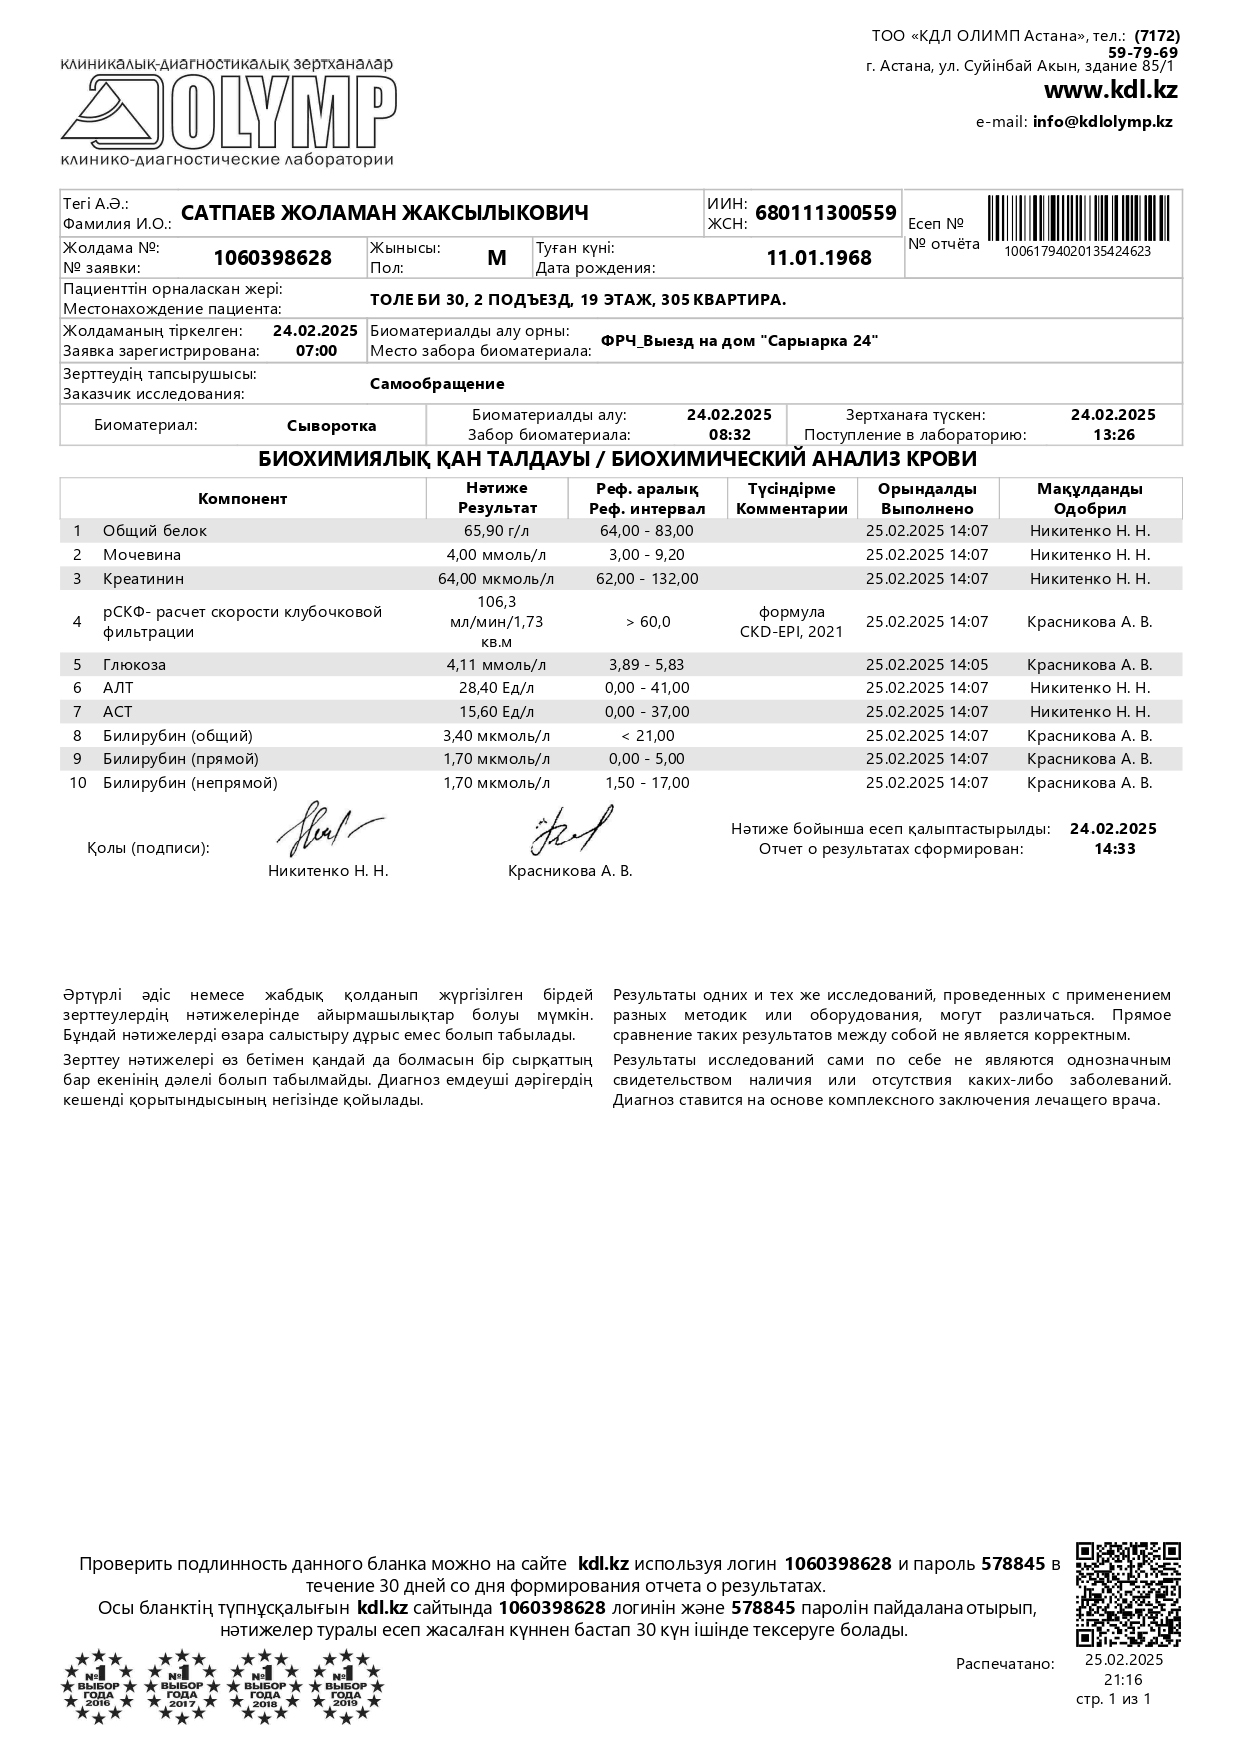 ТОО «КДЛ ОЛИМП Астана», тел.: (7172)
59-79-69
г. Астана, ул. Суйінбай Акын, здание 85/1
www.kdl.kz
e-mail: info@kdlolymp.kz
клиникалық-диагностикалық зертханалар
OLYMP
клинико-диагностические лаборатории
Тегі А.Ә.:
Фамилия И.О.: САТПАЕВ ЖОЛАМАН ЖАКСЫЛЫКОВИЧ
ИИН:
ЖСН: 680111300559
Есеп №
№ отчёта
10061794020135424623
Жолдама №:
№ заявки: 1060398628
Жынысы:
Пол: М
Туған күні:
Дата рождения: 11.01.1968
Пациенттін орналаскан жері:
Местонахождение пациента: ТОЛЕ БИ 30, 2 ПОДЪЕЗД, 19 ЭТАЖ, 305 КВАРТИРА.
Жолдаманың тіркелген: 24.02.2025
Заявка зарегистрирована: 07:00
Биоматериалды алу орны:
Место забора биоматериала: ФРЧ_Выезд на дом "Сарыарка 24"
Зерттеудің тапсырушысы:
Заказчик исследования: Самообращение
Биоматериал: Сыворотка
Биоматериалды алу: 24.02.2025
Забор биоматериала: 08:32
Зертханаға түскен: 24.02.2025
Поступление в лабораторию: 13:26
БИОХИМИЯЛЫҚ ҚАН ТАЛДАУЫ / БИОХИМИЧЕСКИЙ АНАЛИЗ КРОВИ
Компонент
Нәтиже
Результат
Реф. аралық
Реф. интервал
Түсіндірме
Комментарии
Орындалды
Выполнено
Мақұлданды
Одобрил
1 Общий белок 65,90 г/л 64,00 - 83,00 25.02.2025 14:07 Никитенко Н. Н.
2 Мочевина 4,00 ммоль/л 3,00 - 9,20 25.02.2025 14:07 Никитенко Н. Н.
3 Креатинин 64,00 мкмоль/л 62,00 - 132,00 25.02.2025 14:07 Никитенко Н. Н.
4 рСКФ- расчет скорости клубочковой
фильтрации
106,3
мл/мин/1,73
кв.м
> 60,0
формула
CKD-EPI, 2021
25.02.2025 14:07 Красникова А. В.
5 Глюкоза 4,11 ммоль/л 3,89 - 5,83 25.02.2025 14:05 Красникова А. В.
6 АЛТ 28,40 Ед/л 0,00 - 41,00 25.02.2025 14:07 Никитенко Н. Н.
7 АСТ 15,60 Ед/л 0,00 - 37,00 25.02.2025 14:07 Никитенко Н. Н.
8 Билирубин (общий) 3,40 мкмоль/л < 21,00 25.02.2025 14:07 Красникова А. В.
9 Билирубин (прямой) 1,70 мкмоль/л 0,00 - 5,00 25.02.2025 14:07 Красникова А. В.
10 Билирубин (непрямой) 1,70 мкмоль/л 1,50 - 17,00 25.02.2025 14:07 Красникова А. В.
Қолы (подписи):
Никитенко Н. Н.
Красникова А. В.
Нәтиже бойынша есеп қалыптастырылды: 24.02.2025
Отчет о результатах сформирован: 14:33
Әртүрлі әдіс немесе жабдық қолданып жүргізілген бірдей
зерттеулердің нәтижелерінде айырмашылықтар болуы мүмкін.
Бұндай нәтижелерді өзара салыстыру дұрыс емес болып табылады.
Зерттеу нәтижелері өз бетімен қандай да болмасын бір сырқаттың
бар екенінің дәлелі болып табылмайды. Диагноз емдеуші дәрігердің
кешенді қорытындысының негізінде қойылады.
Результаты одних и тех же исследований, проведенных с применением
разных методик или оборудования, могут различаться. Прямое
сравнение таких результатов между собой не является корректным.
Результаты исследований сами по себе не являются однозначным
свидетельством наличия или отсутствия каких-либо заболеваний.
Диагноз ставится на основе комплексного заключения лечащего врача.
Проверить подлинность данного бланка можно на сайте kdl.kz используя логин 1060398628 и пароль 578845 в
течение 30 дней со дня формирования отчета о результатах.
Осы бланктің түпнұсқалығын kdl.kz сайтында 1060398628 логинін және 578845 паролін пайдалана отырып,
нәтижелер туралы есеп жасалған күннен бастап 30 күн ішінде тексеруге болады.
№1 ВЫБОР ГОДА 2016
№1 ВЫБОР ГОДА 2017
№1 ВЫБОР ГОДА 2018
№1 ВЫБОР ГОДА 2019
Распечатано: 25.02.2025
21:16
стр. 1 из 1